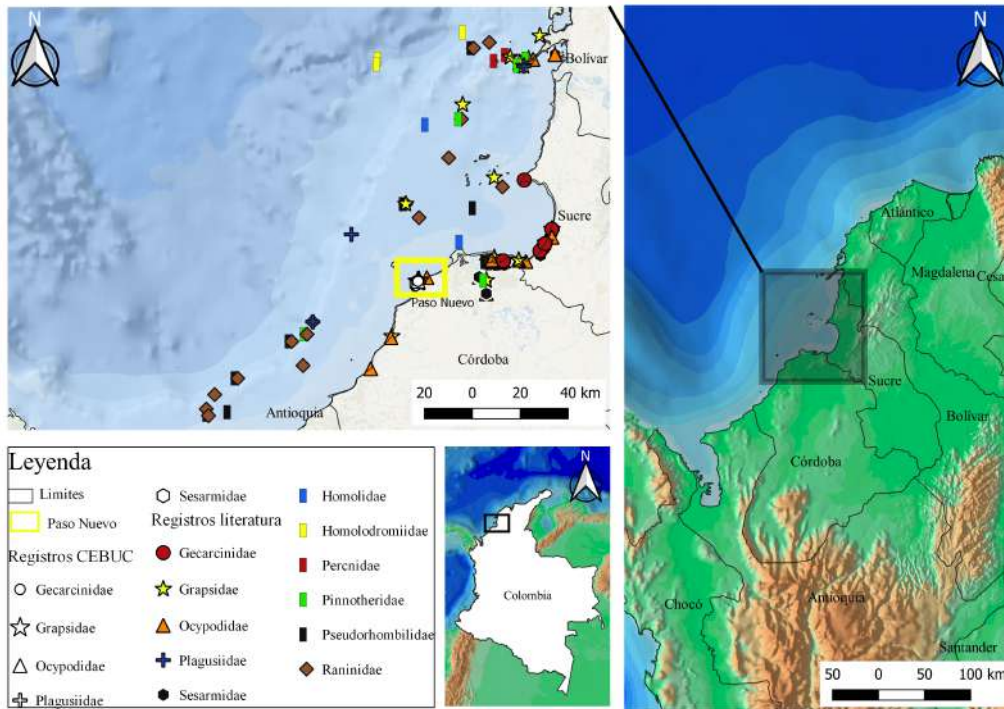 N
Bolívar
Sucre
Paso Nuevo
Córdoba
Antioquia
20 0 20 40 km
N
Atlántico
Magdalena
Cesa
Sucre
Bolívar
Córdoba
Chocó
Antioquia
Santander
50 0 50 100 km
Leyenda
Limites
Paso Nuevo
Registros CEBUC
Gecarcinidae
Grapsidae
Ocypodidae
Plagusiidae
Sesarmidae
Registros literatura
Gecarcinidae
Grapsidae
Ocypodidae
Plagusiidae
Sesarmidae
Homolidae
Homolodromiidae
Percnidae
Pinnotheridae
Pseudorhombilidae
Raninidae
N
Colombia